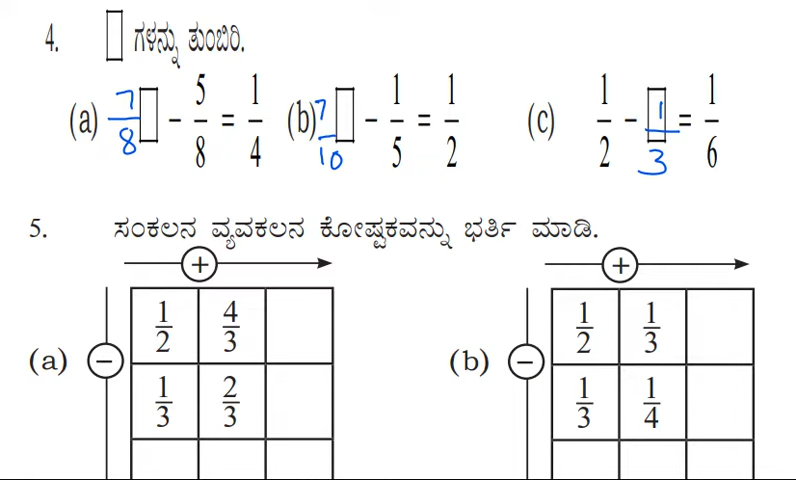 4. □ ಗಳನ್ನು ತುಂಬಿರಿ.
(a) 7/8 □ - 5/8 = 1/4 (b) 7/10 □ - 1/5 = 1/2 (c) 1/2 - □ 1/3 = 1/6
5. ಸಂಕಲನ ವ್ಯವಕಲನ ಕೋಷ್ಟಕವನ್ನು ಭರ್ತಿ ಮಾಡಿ.
+ +
1/2 4/3 1/2 1/3
(a) − (b) −
1/3 2/3 1/3 1/4